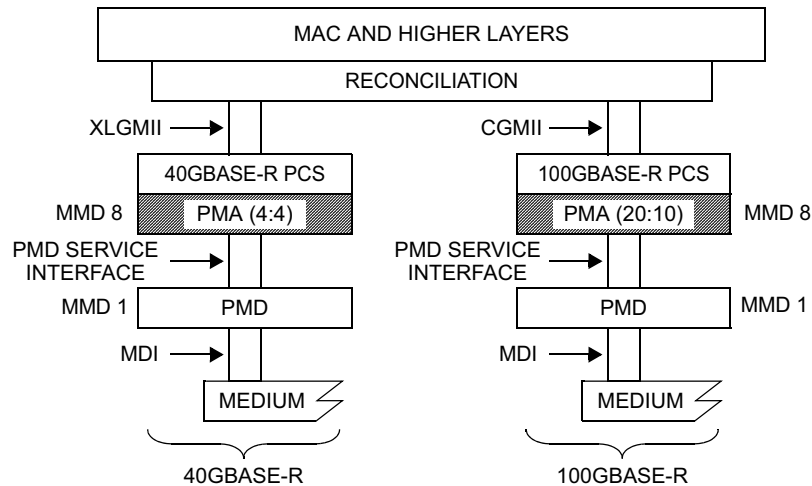 MAC AND HIGHER LAYERS
RECONCILIATION
XLGMII
CGMII
40GBASE-R PCS
100GBASE-R PCS
MMD 8
PMA (4:4)
PMA (20:10)
MMD 8
PMD SERVICE
INTERFACE
PMD SERVICE
INTERFACE
MMD 1
PMD
PMD
MMD 1
MDI
MDI
MEDIUM
MEDIUM
40GBASE-R
100GBASE-R